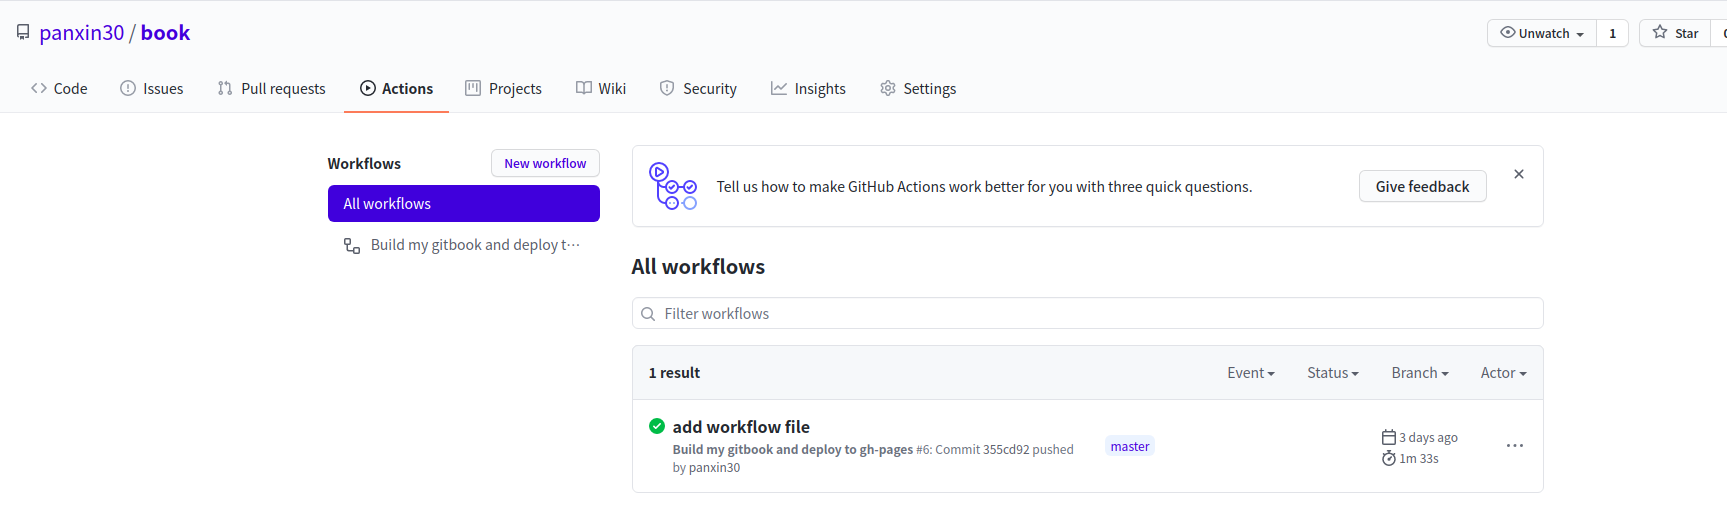 panxin30 / book
Unwatch 1 Star
Code Issues Pull requests Actions Projects Wiki Security Insights Settings
Workflows New workflow
All workflows
Build my gitbook and deploy t···
Tell us how to make GitHub Actions work better for you with three quick questions. Give feedback
All workflows
Filter workflows
1 result Event Status Branch Actor
add workflow file
Build my gitbook and deploy to gh-pages #6: Commit 355cd92 pushed
by panxin30
master
3 days ago
1m 33s